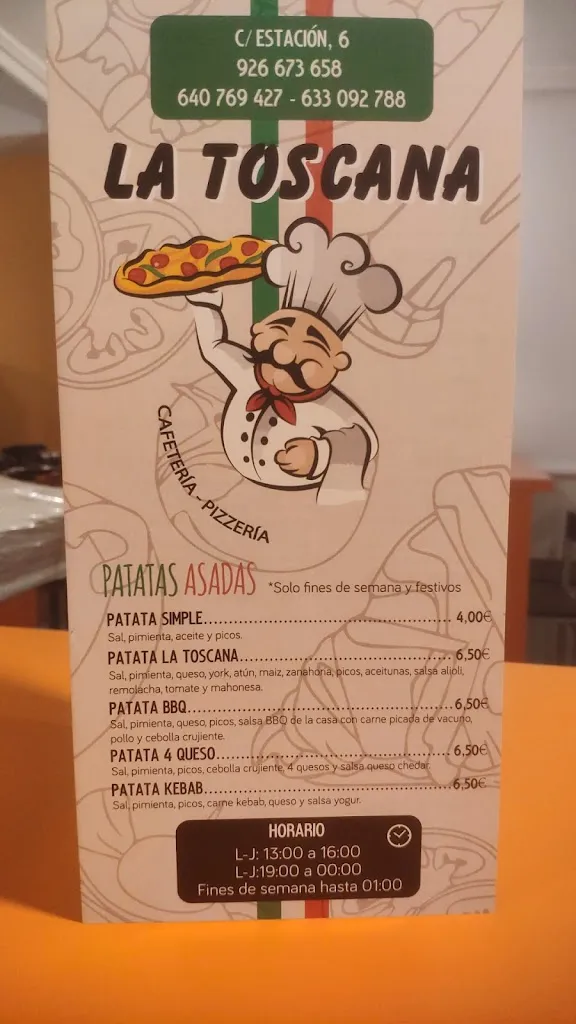 C/ ESTACIÓN, 6
926 673 658
640 769 427 - 633 092 788
LA TOSCANA
CAFETERÍA - PIZZERÍA
PATATAS ASADAS *Solo fines de semana y festivos
PATATA SIMPLE 4,00€
Sal, pimienta, aceite y picos.
PATATA LA TOSCANA 6,50€
Sal, pimienta, queso, york, atún, maiz, zanahoria, picos, aceitunas, salsa alioli,
remolacha, tomate y mahonesa.
PATATA BBQ 6,50€
Sal, pimienta, queso, picos, salsa BBQ de la casa con carne picada de vacuno,
pollo y cebolla crujiente.
PATATA 4 QUESO 6,50€
Sal, pimienta, picos, cebolla crujiente, 4 quesos y salsa queso chedar.
PATATA KEBAB 6,50€
Sal, pimienta, picos, carne kebab, queso y salsa yogur.
HORARIO
L-J: 13:00 a 16:00
L-J:19:00 a 00:00
Fines de semana hasta 01:00